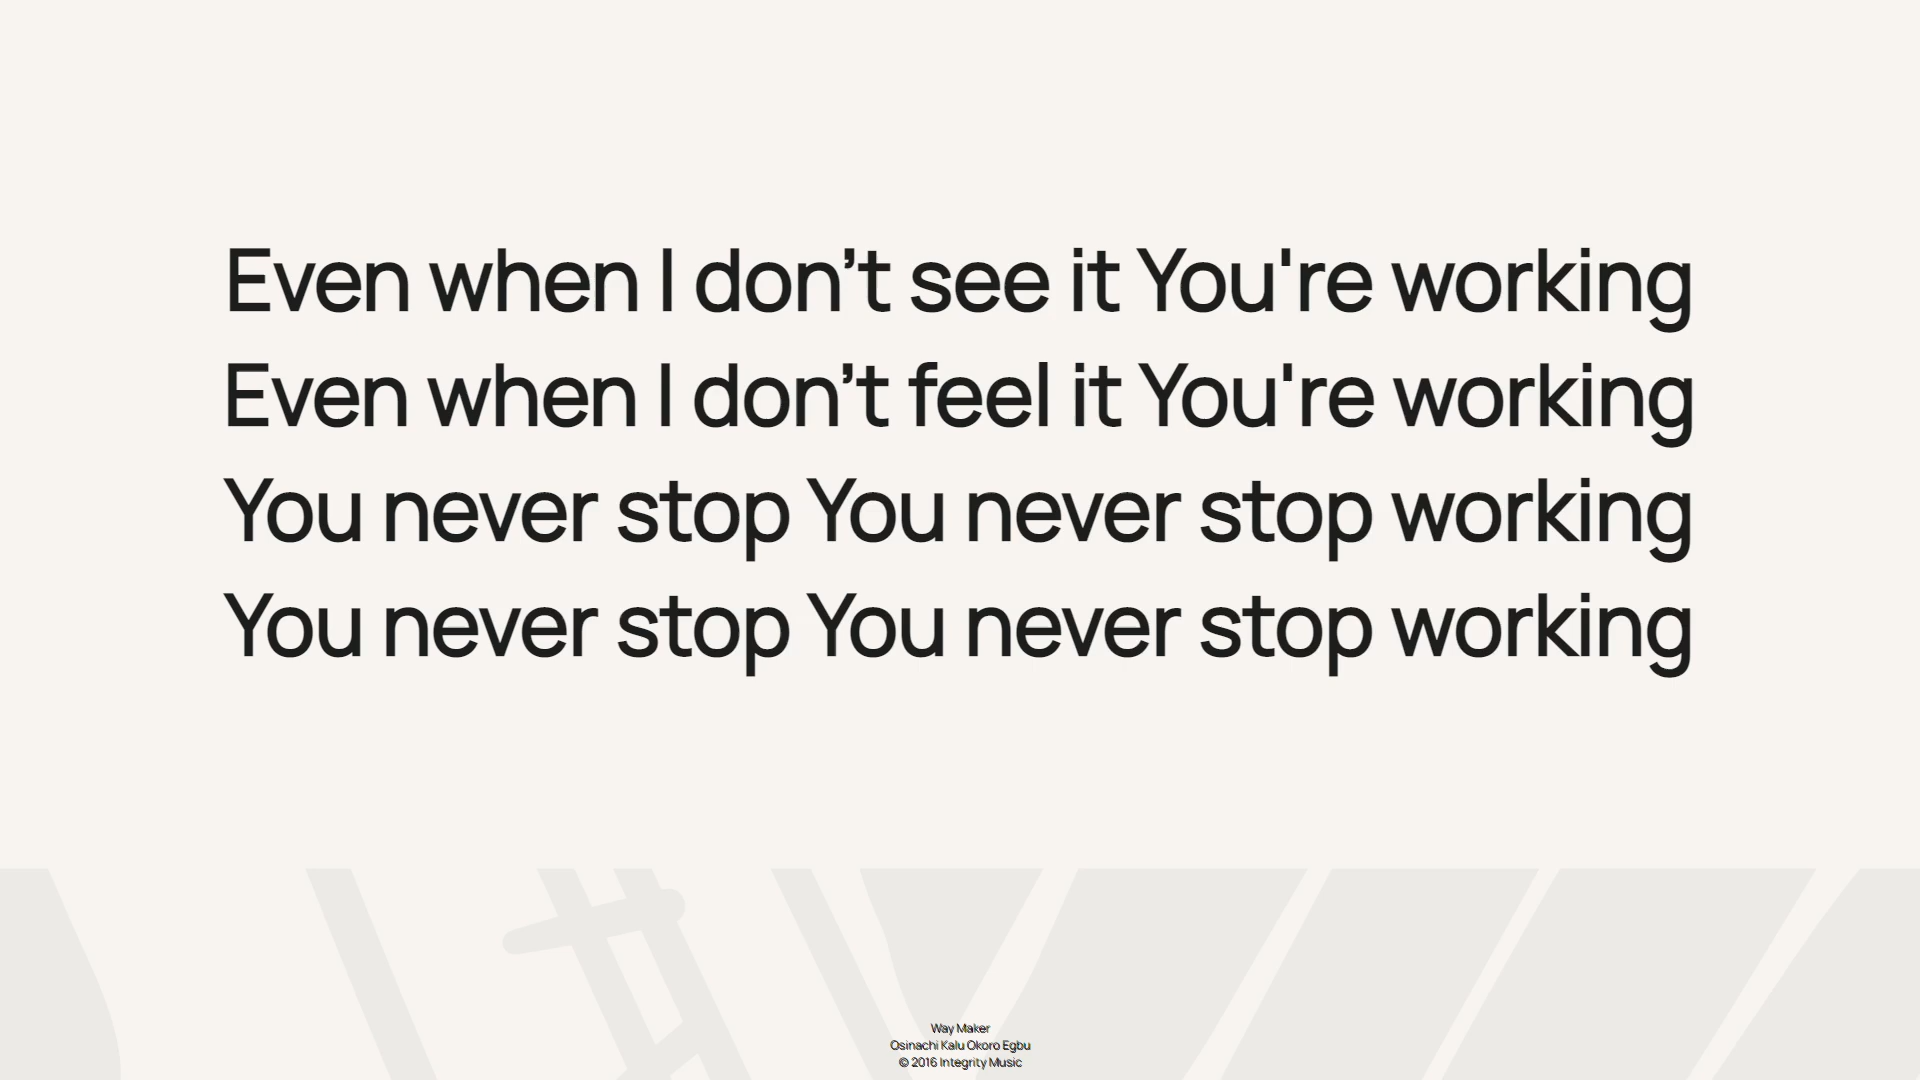 Even when I don’t see it You're working
Even when I don’t feel it You're working
You never stop You never stop working
You never stop You never stop working
Way Maker
Osinachi Kalu Okoro Egbu
© 2016 Integrity Music